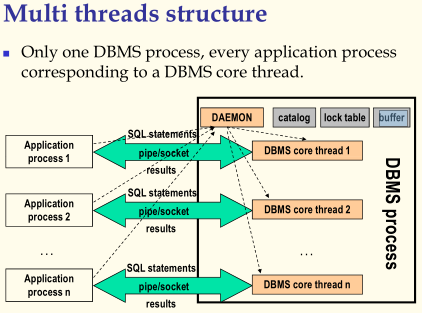 Multi threads structure
Only one DBMS process, every application process
corresponding to a DBMS core thread.
DAEMON
catalog
lock table
buffer
Application
process 1
SQL statements
pipe/socket
results
DBMS core thread 1
Application
process 2
SQL statements
pipe/socket
results
DBMS core thread 2
...
...
Application
process n
SQL statements
pipe/socket
results
DBMS core thread n
DBMS process